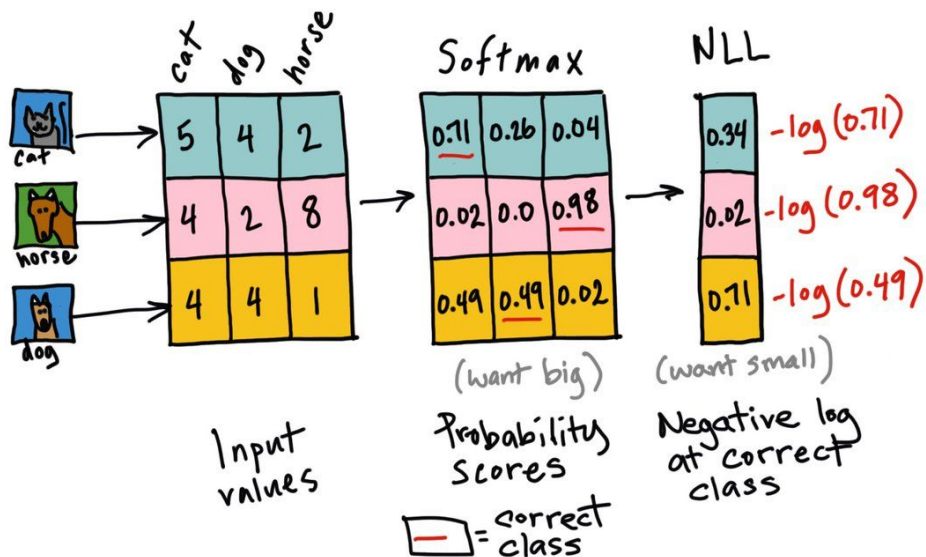 cat dog horse
Softmax
NLL
cat
5 4 2
0.71 0.26 0.04
0.34 -log(0.71)
horse
4 2 8
0.02 0.0 0.98
0.02 -log(0.98)
dog
4 4 1
0.49 0.49 0.02
0.71 -log(0.49)
(want big)
(want small)
Input
values
Probability
scores
Negative log
at correct
class
= correct
class